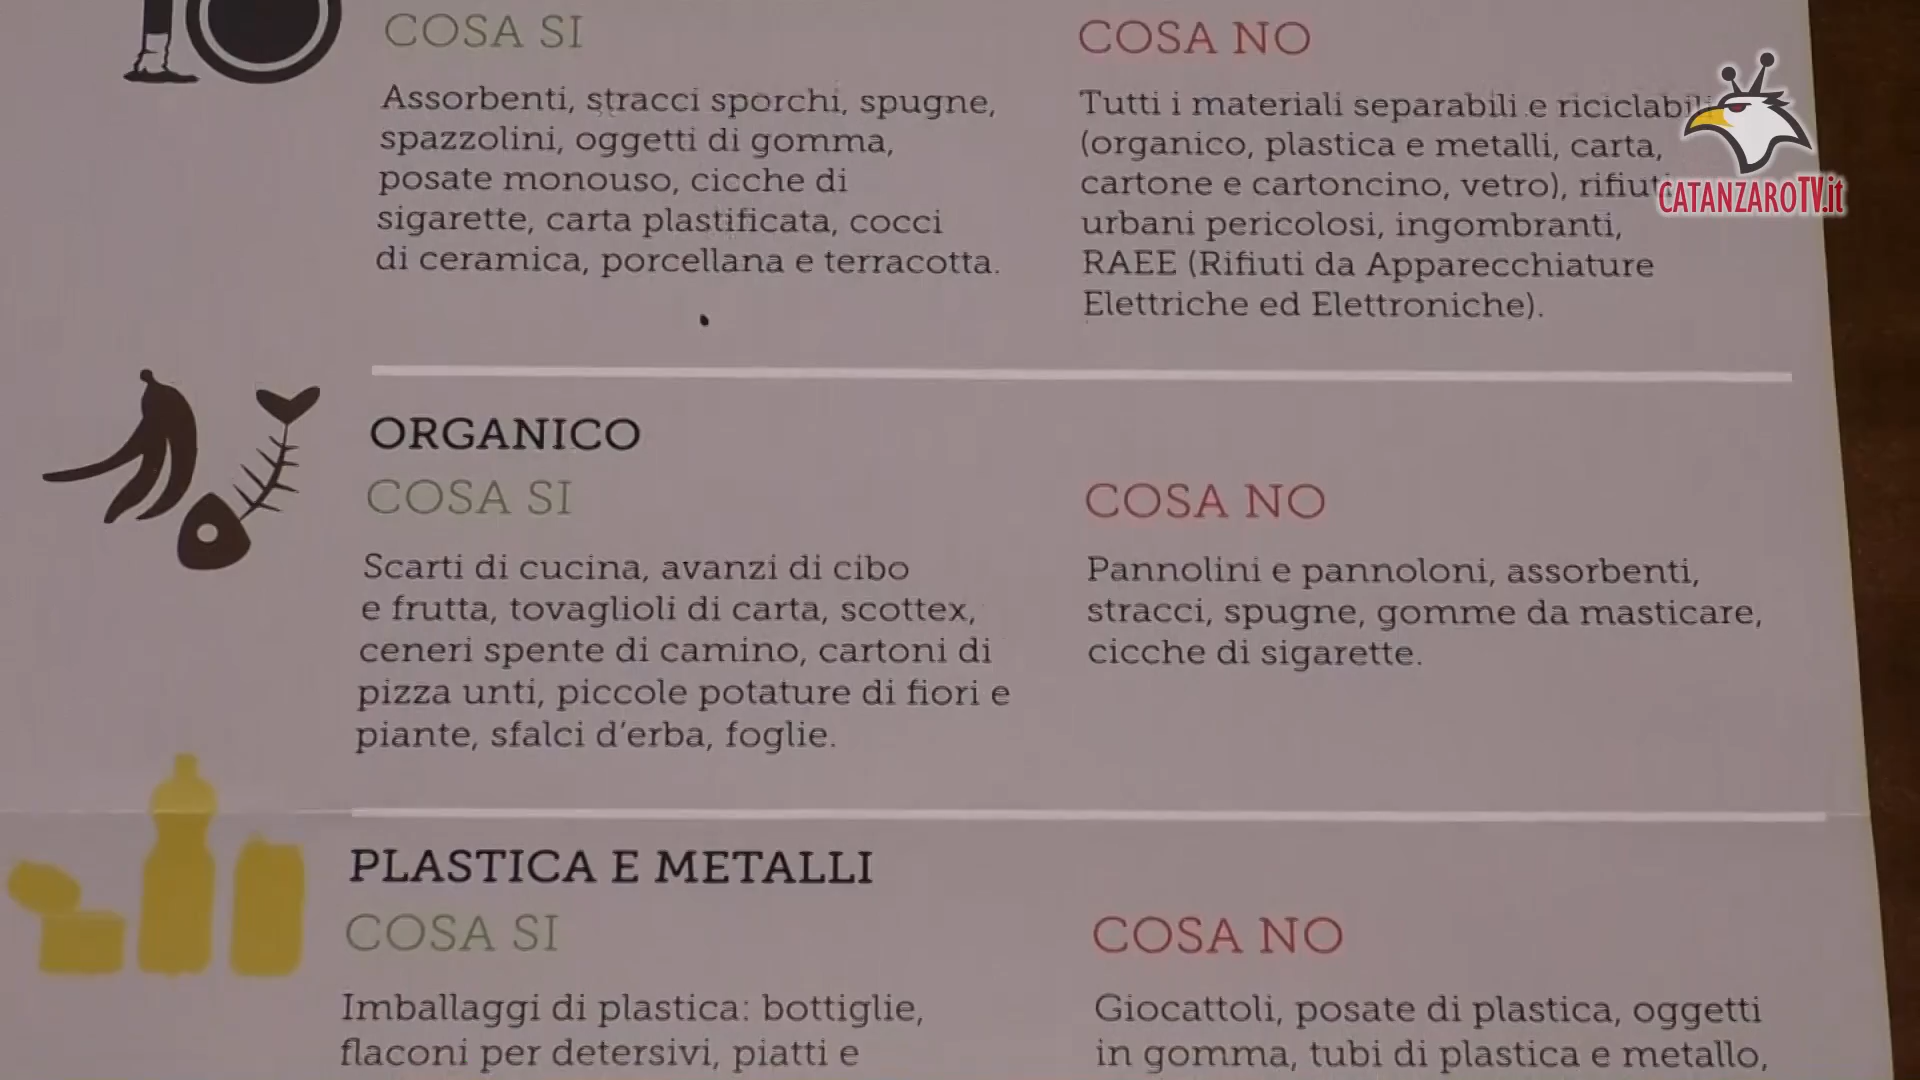 COSA SI
Assorbenti, stracci sporchi, spugne,
spazzolini, oggetti di gomma,
posate monouso, cicche di
sigarette, carta plastificata, cocci
di ceramica, porcellana e terracotta.
COSA NO
Tutti i materiali separabili e riciclabili
(organico, plastica e metalli, carta,
cartone e cartoncino, vetro), rifiuti
urbani pericolosi, ingombranti,
RAEE (Rifiuti da Apparecchiature
Elettriche ed Elettroniche).
CATANZAROTV.it
ORGANICO
COSA SI
Scarti di cucina, avanzi di cibo
e frutta, tovaglioli di carta, scottex,
ceneri spente di camino, cartoni di
pizza unti, piccole potature di fiori e
piante, sfalci d'erba, foglie.
COSA NO
Pannolini e pannoloni, assorbenti,
stracci, spugne, gomme da masticare,
cicche di sigarette.
PLASTICA E METALLI
COSA SI
Imballaggi di plastica: bottiglie,
flaconi per detersivi, piatti e
COSA NO
Giocattoli, posate di plastica, oggetti
in gomma, tubi di plastica e metallo,